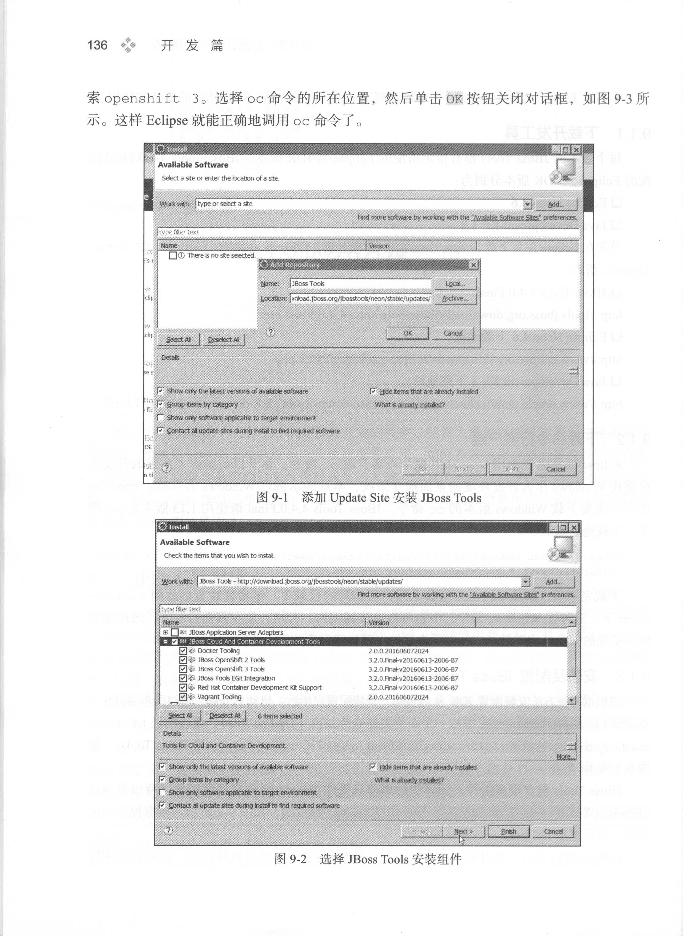 136 开 发 篇
索 openshift 3。选择 oc 命令的所在位置，然后单击 OK 按钮关闭对话框，如图 9-3 所
示。这样 Eclipse 就能正确地调用 oc 命令了。
Install
Available Software
Select a site or enter the location of a site.
Work with: type or select a site Add...
Find more software by working with the "Available Software Sites" preferences.
type filter text
Name Version
There is no site selected.
Add Repository
Name: JBoss Tools Local...
Location: nload.jboss.org/jbosstools/neon/stable/updates/ Archive...
OK Cancel
Select All Deselect All
Details
Show only the latest versions of available software Hide items that are already installed
Group items by category What is already installed?
Show only software applicable to target environment
Contact all update sites during install to find required software
Cancel
图 9-1 添加 Update Site 安装 JBoss Tools
Install
Available Software
Check the items that you wish to install.
Work with: JBoss Tools - http://download.jboss.org/jbosstools/neon/stable/updates/ Add...
Find more software by working with the "Available Software Sites" preferences.
type filter text
Name Version
JBoss Application Server Adapters
JBoss Cloud And Container Development Tools
Docker Tooling 2.0.0.201606072024
JBoss OpenShift 2 Tools 3.2.0.Final-v20160613-2006-B7
JBoss OpenShift 3 Tools 3.2.0.Final-v20160613-2006-B7
JBoss Tools EGit Integration 3.2.0.Final-v20160613-2006-B7
Red Hat Container Development Kit Support 3.2.0.Final-v20160613-2006-B7
Vagrant Tooling 2.0.0.201606072024
Select All Deselect All 6 items selected
Details
Tools for Cloud and Container Development.
More...
Show only the latest versions of available software Hide items that are already installed
Group items by category What is already installed?
Show only software applicable to target environment
Contact all update sites during install to find required software
Next > Finish Cancel
图 9-2 选择 JBoss Tools 安装组件